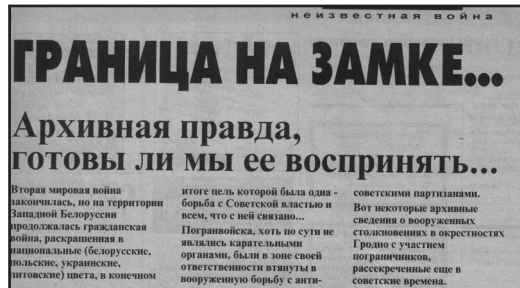 неизвестная война
ГРАНИЦА НА ЗАМКЕ...
Архивная правда,
готовы ли мы ее воспринять...
Вторая мировая война
закончилась, но на территории
Западной Белоруссии
продолжалась гражданская
война, раскрашенная в
национальные (белорусские,
польские, украинские,
литовские) цвета, в конечном
итоге цель которой была одна -
борьба с Советской властью и
всем, что с ней связано...
Погранвойска, хоть по сути не
являлись карательными
органами, были в зоне своей
ответственности втянуты в
вооруженную борьбу с анти-
советскими партизанами.
Вот некоторые архивные
сведения о вооруженных
столкновениях в окрестностях
Гродно с участием
пограничников,
рассекреченные еще в
советские времена.